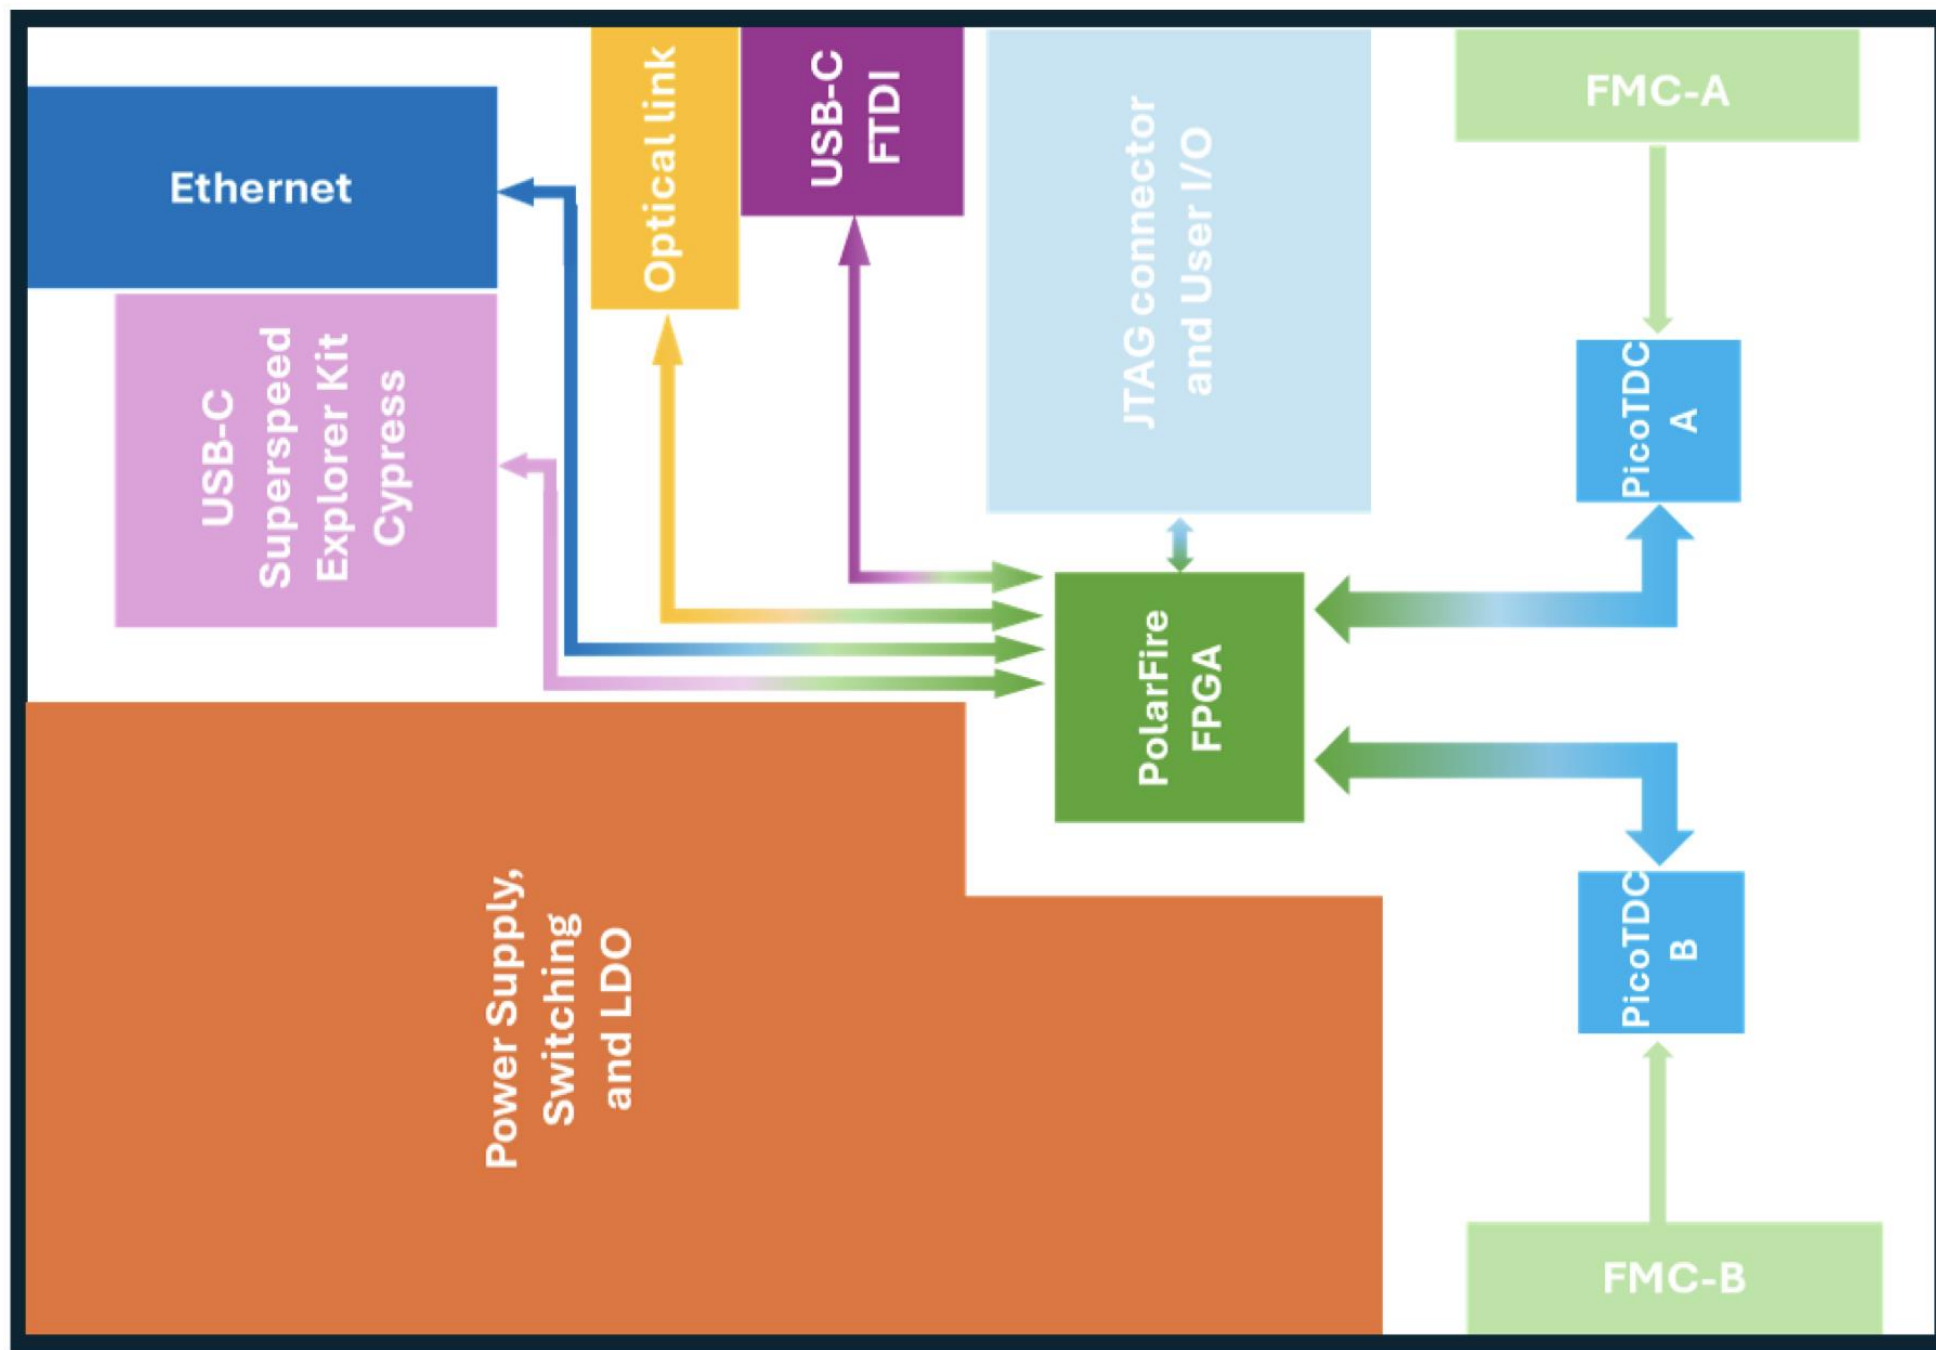 Ethernet
USB-C
Superspeed
Explorer Kit
Cypress
Optical link
USB-C
FTDI
JTAG connector
and User I/O
FMC-A
PicoTDC
A
PolarFire
FPGA
PicoTDC
B
FMC-B
Power Supply,
Switching
and LDO